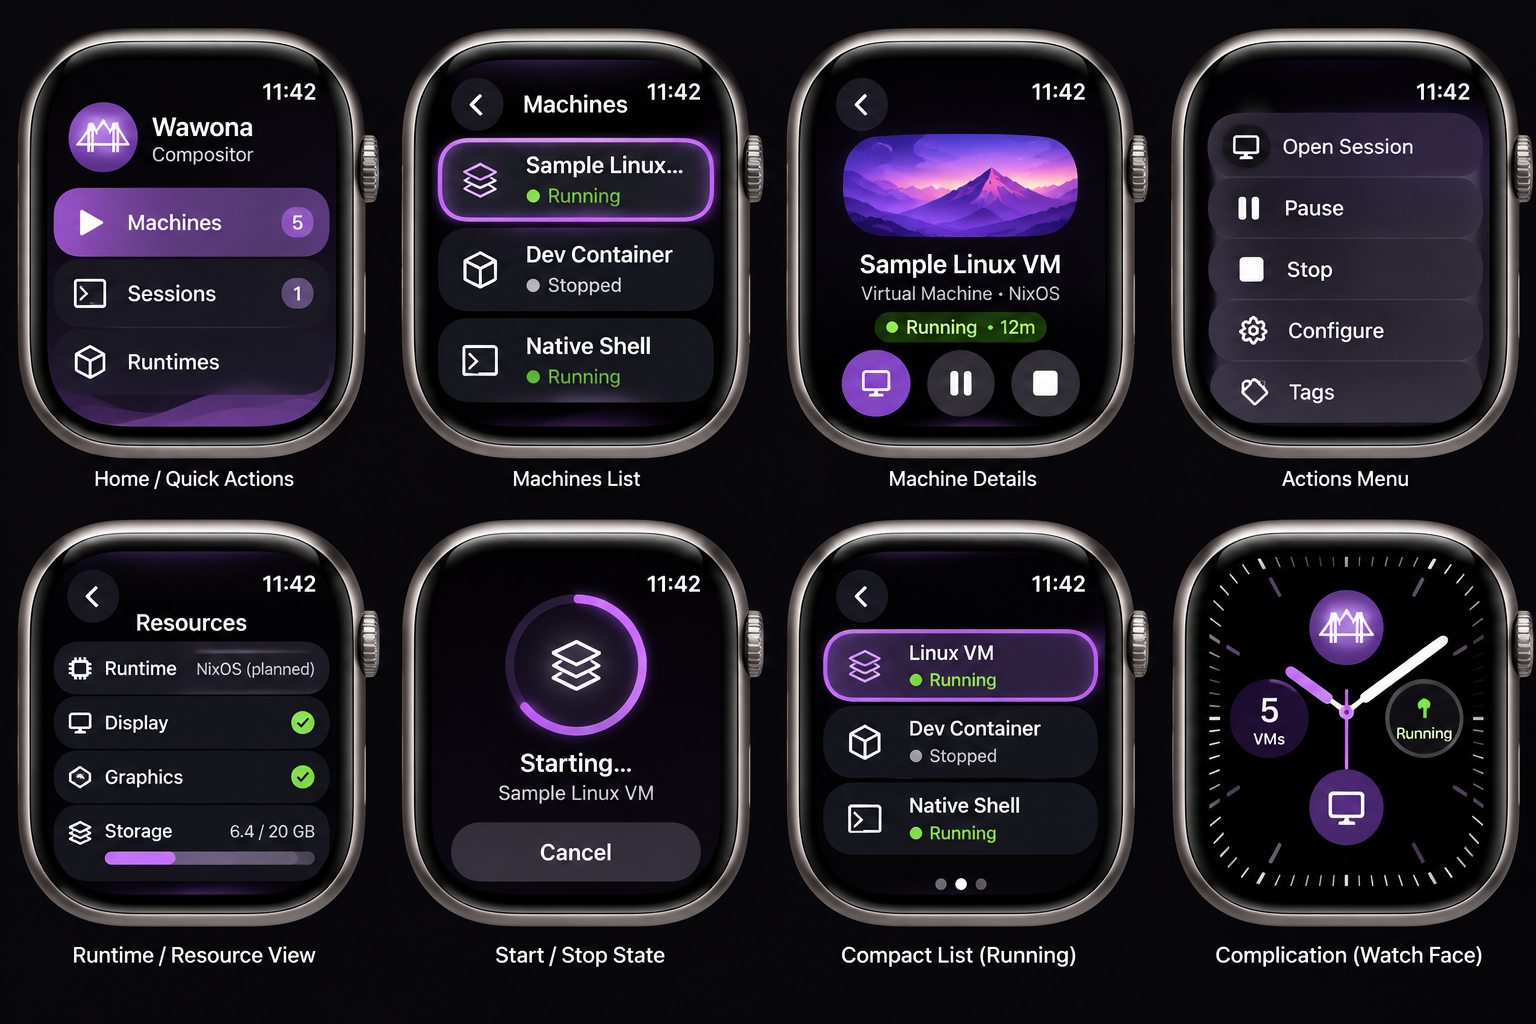 11:42
Wawona
Compositor
Machines
5
Sessions
1
Runtimes
Home / Quick Actions
11:42
Machines
Sample Linux...
Running
Dev Container
Stopped
Native Shell
Running
Machines List
11:42
Sample Linux VM
Virtual Machine • NixOS
Running • 12m
Machine Details
11:42
Open Session
Pause
Stop
Configure
Tags
Actions Menu
11:42
Resources
Runtime NixOS (planned)
Display
Graphics
Storage 6.4 / 20 GB
Runtime / Resource View
11:42
Starting...
Sample Linux VM
Cancel
Start / Stop State
11:42
Linux VM
Running
Dev Container
Stopped
Native Shell
Running
Compact List (Running)
5
VMs
Running
Complication (Watch Face)